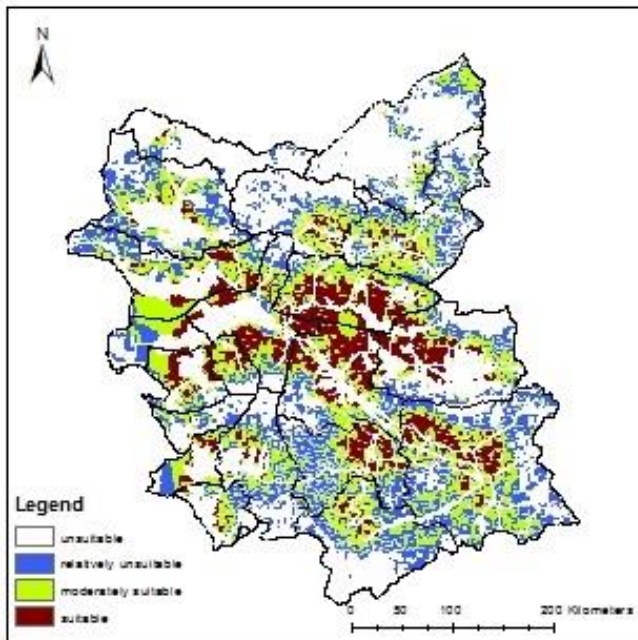 N
Legend
unsuitable
relatively unsuitable
moderately suitable
suitable
0 50 100 200 Kilometers